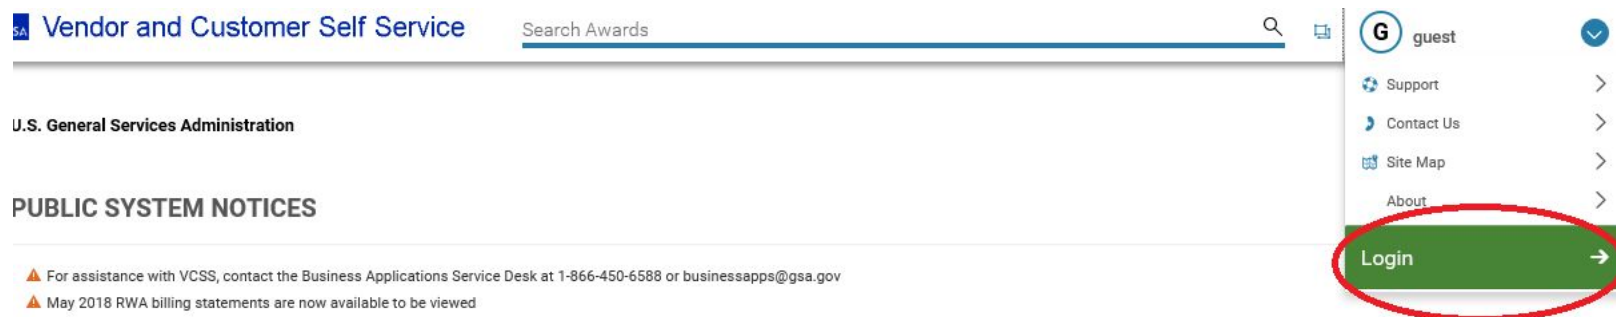 Vendor and Customer Self Service
Search Awards
G guest
Support
Contact Us
Site Map
About
Login
U.S. General Services Administration
PUBLIC SYSTEM NOTICES
For assistance with VCSS, contact the Business Applications Service Desk at 1-866-450-6588 or businessapps@gsa.gov
May 2018 RWA billing statements are now available to be viewed